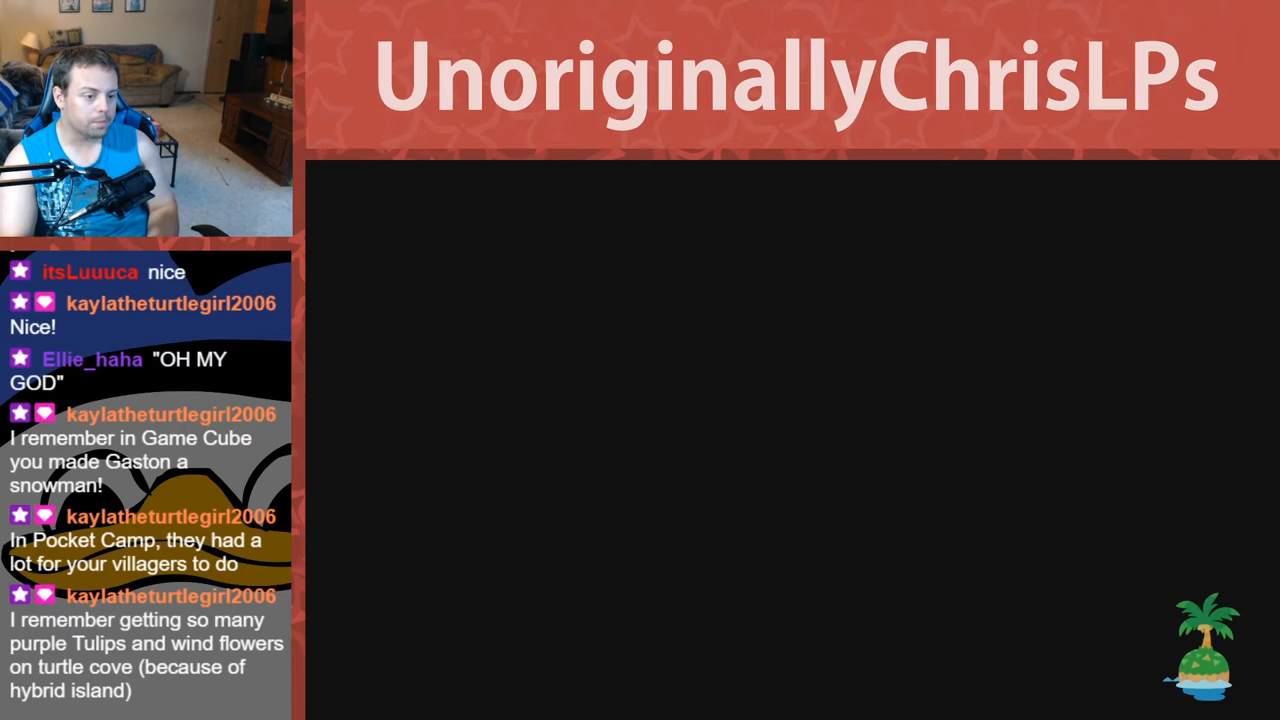 UnoriginallyChrisLPs
itsLuuuca nice
kaylatheturtlegirl2006
Nice!
Ellie_haha "OH MY
GOD"
kaylatheturtlegirl2006
I remember in Game Cube
you made Gaston a
snowman!
kaylatheturtlegirl2006
In Pocket Camp, they had a
lot for your villagers to do
kaylatheturtlegirl2006
I remember getting so many
purple Tulips and wind flowers
on turtle cove (because of
hybrid island)